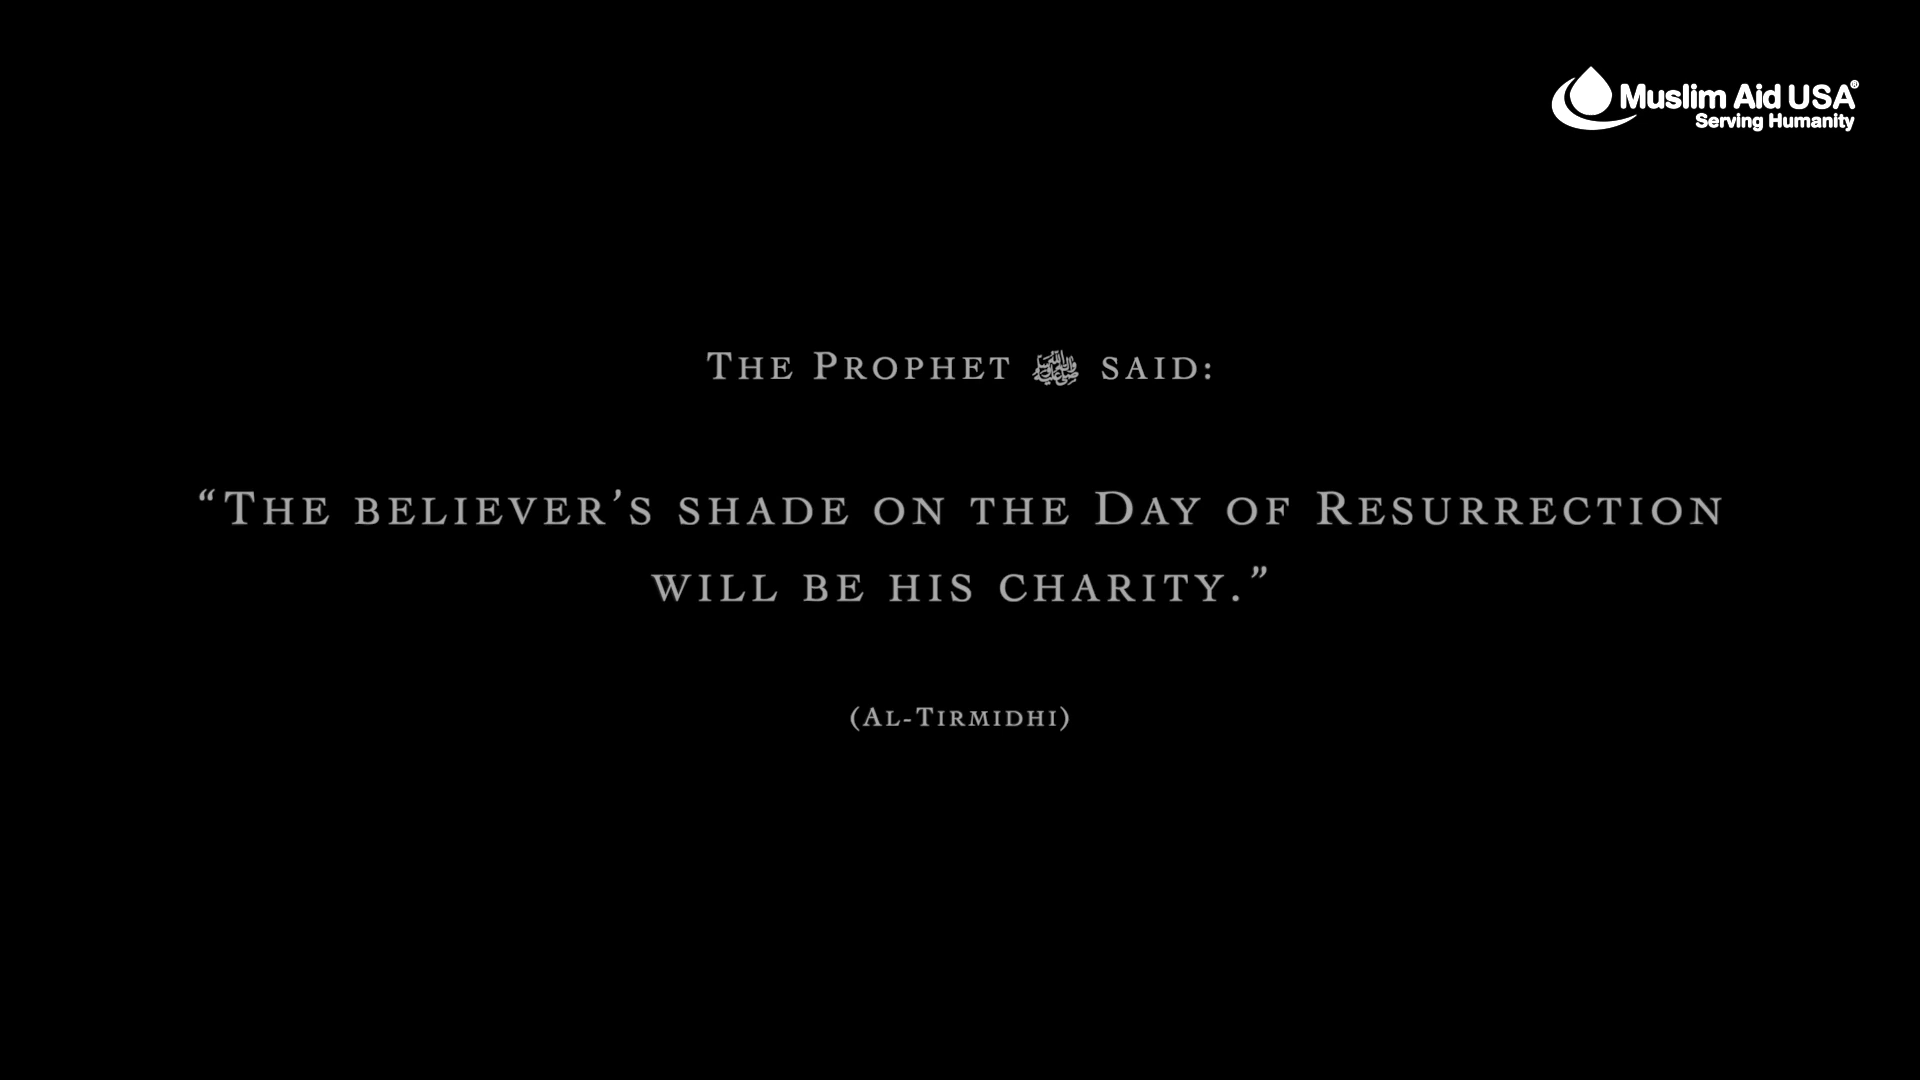 Muslim Aid USA®
Serving Humanity
The Prophet ﷺ said:
“The believer’s shade on the Day of Resurrection
will be his charity.”
(Al-Tirmidhi)